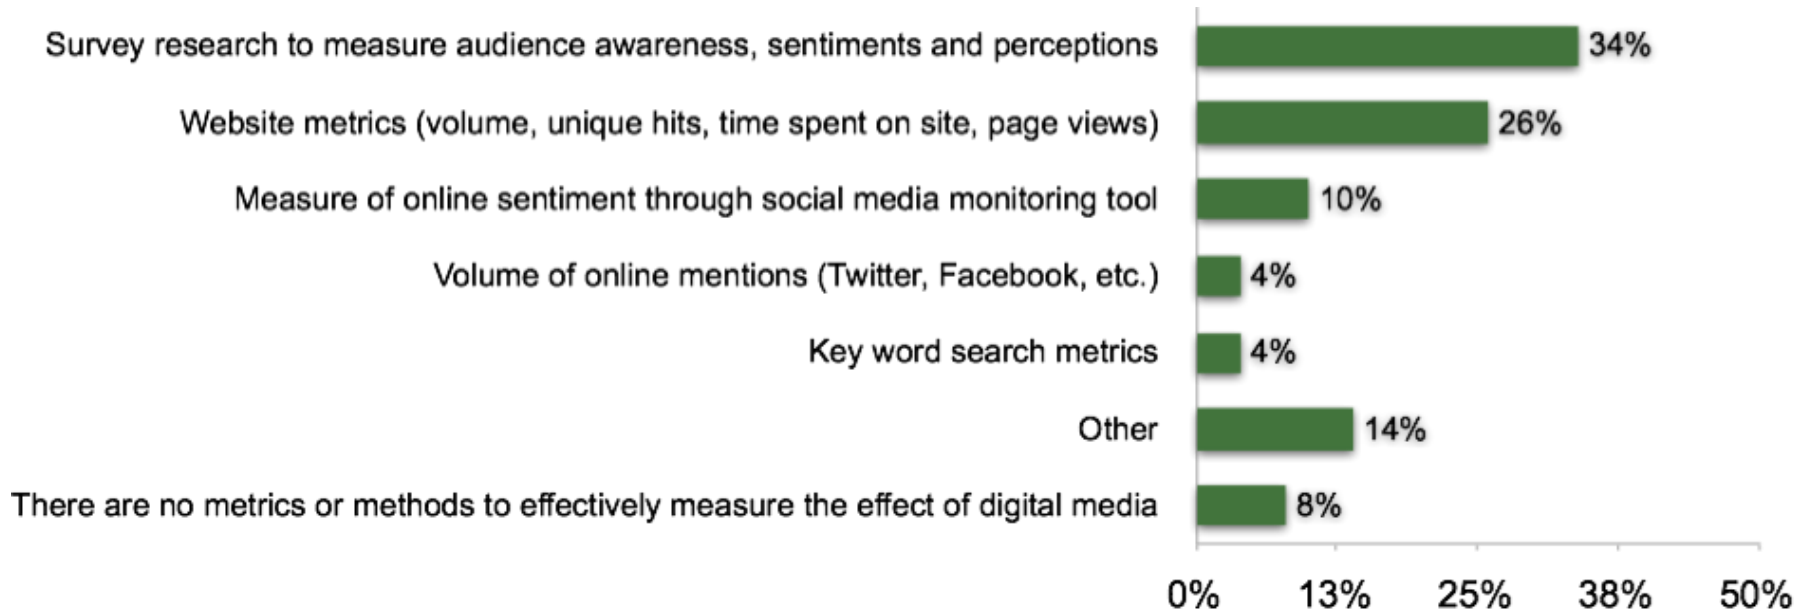 Survey research to measure audience awareness, sentiments and perceptions 34%
Website metrics (volume, unique hits, time spent on site, page views) 26%
Measure of online sentiment through social media monitoring tool 10%
Volume of online mentions (Twitter, Facebook, etc.) 4%
Key word search metrics 4%
Other 14%
There are no metrics or methods to effectively measure the effect of digital media 8%
0% 13% 25% 38% 50%